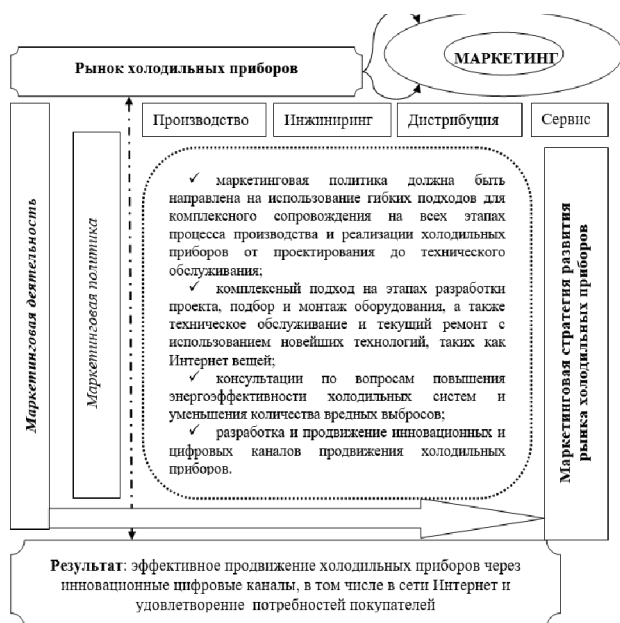 Рынок холодильных приборов
МАРКЕТИНГ
Производство
Инжиниринг
Дистрибуция
Сервис
Маркетинговая деятельность
Маркетинговая политика
✓ маркетинговая политика должна быть
направлена на использование гибких подходов для
комплексного сопровождения на всех этапах
процесса производства и реализации холодильных
приборов от проектирования до технического
обслуживания;
✓ комплексный подход на этапах разработки
проекта, подбор и монтаж оборудования, а также
техническое обслуживание и текущий ремонт с
использованием новейших технологий, таких как
Интернет вещей;
✓ консультации по вопросам повышения
энергоэффективности холодильных систем и
уменьшения количества вредных выбросов;
✓ разработка и продвижение инновационных и
цифровых каналов продвижения холодильных
приборов.
Маркетинговая стратегия развития
рынка холодильных приборов
Результат: эффективное продвижение холодильных приборов через
инновационные цифровые каналы, в том числе в сети Интернет и
удовлетворение потребностей покупателей